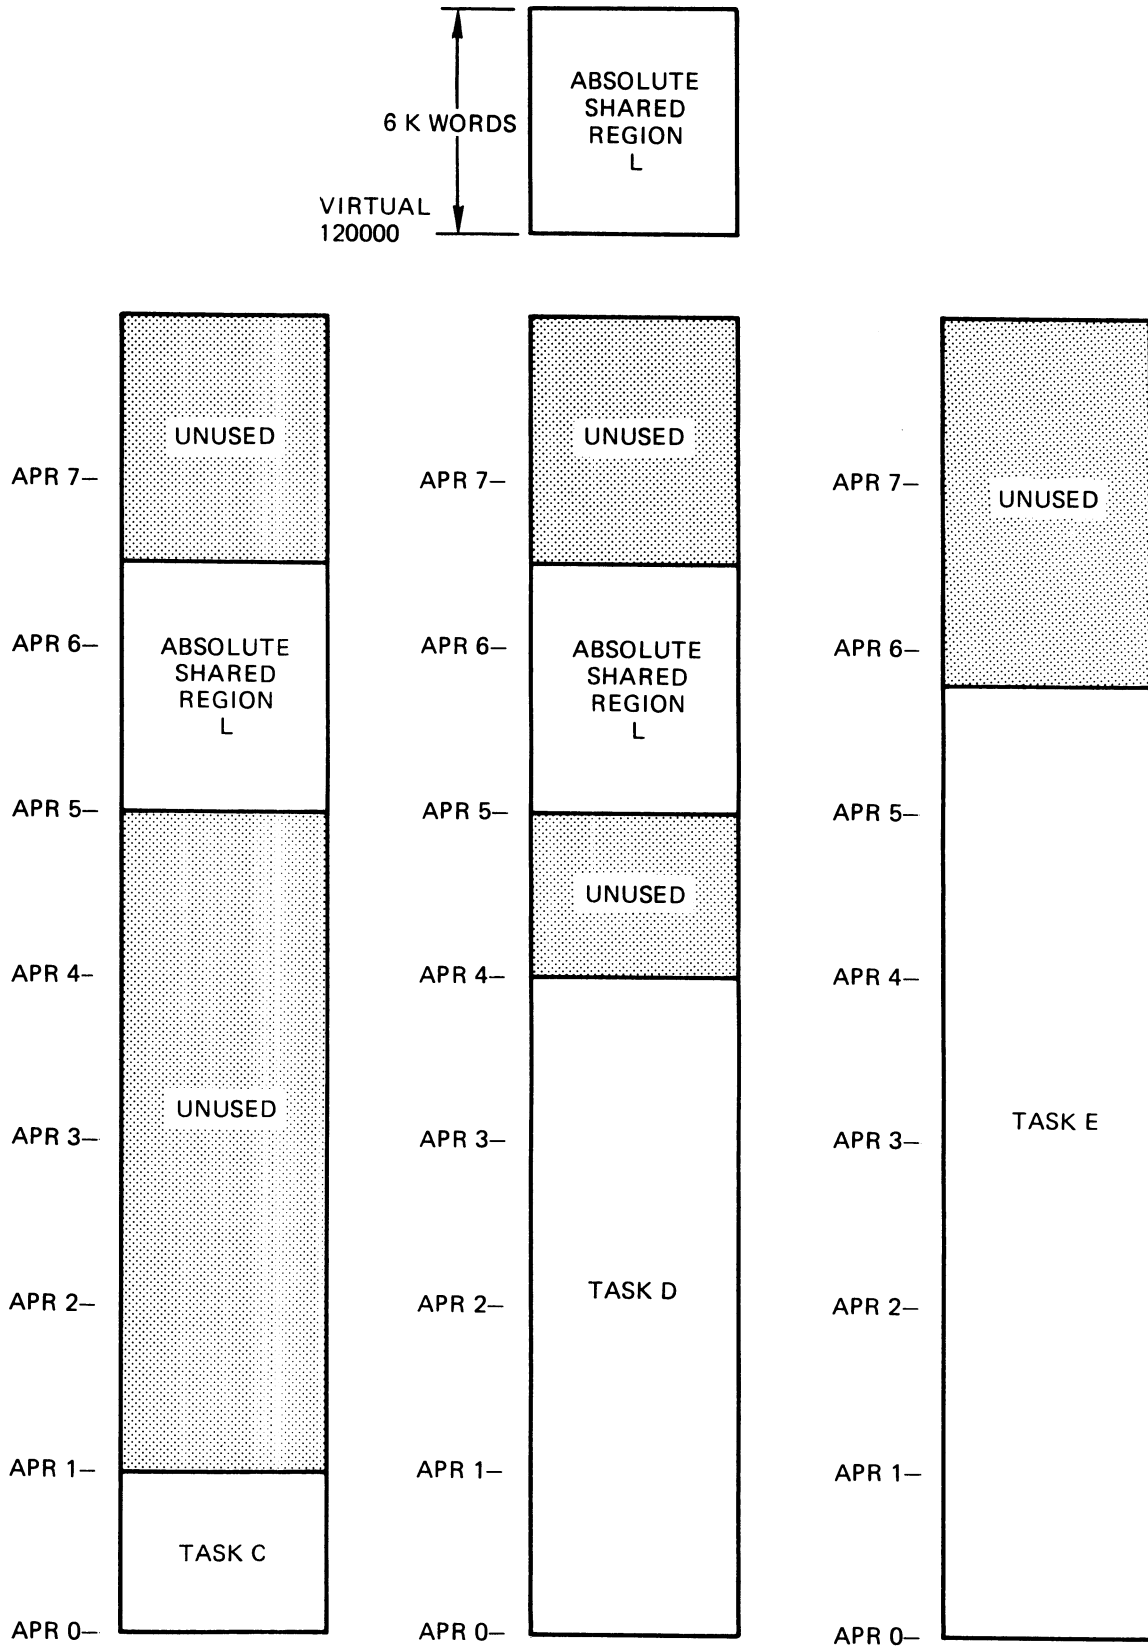 ABSOLUTE
SHARED
REGION
L
6 K WORDS
VIRTUAL
120000
UNUSED
APR 7–
ABSOLUTE
SHARED
REGION
L
APR 6–
APR 5–
UNUSED
APR 4–
APR 3–
APR 2–
APR 1–
TASK C
APR 0–
UNUSED
APR 7–
ABSOLUTE
SHARED
REGION
L
APR 6–
APR 5–
UNUSED
APR 4–
APR 3–
TASK D
APR 2–
APR 1–
APR 0–
APR 7–
UNUSED
APR 6–
APR 5–
APR 4–
TASK E
APR 3–
APR 2–
APR 1–
APR 0–